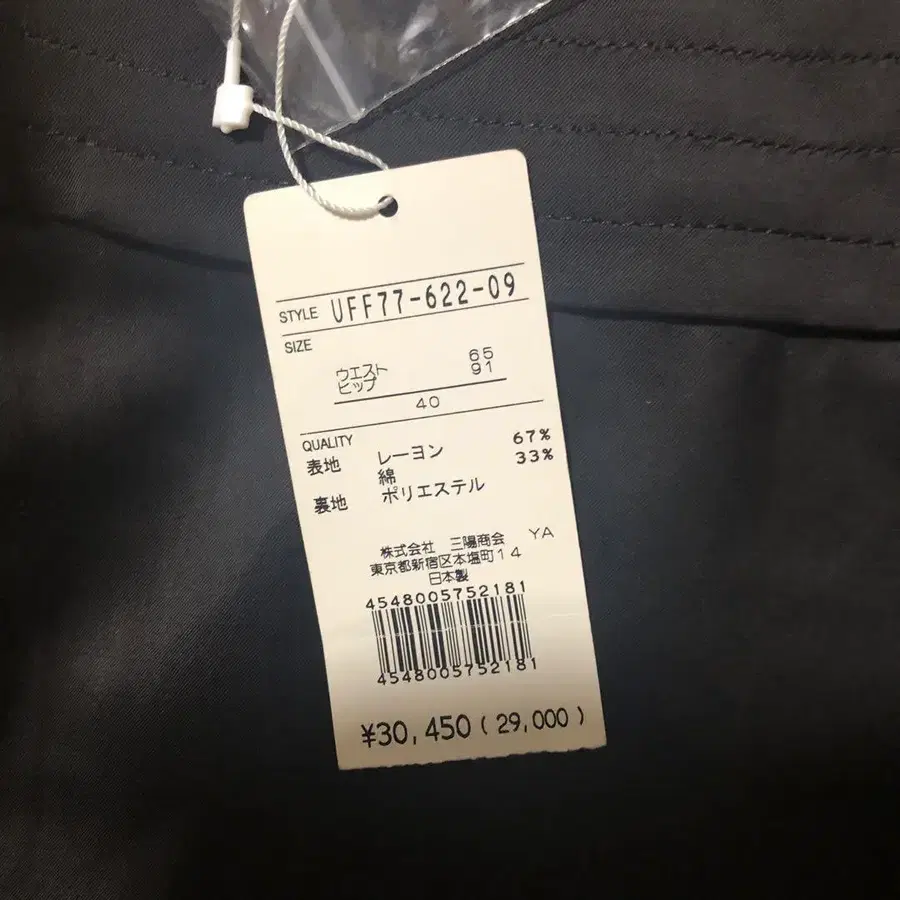 STYLE UFF77-622-09
SIZE
ウエスト 65
ヒップ 91
40
QUALITY
表地 レーヨン 67%
綿 33%
裏地 ポリエステル
株式会社 三陽商会 YA
東京都新宿区本塩町14
日本製
4548005752181
4548005752181
¥30,450(29,000)